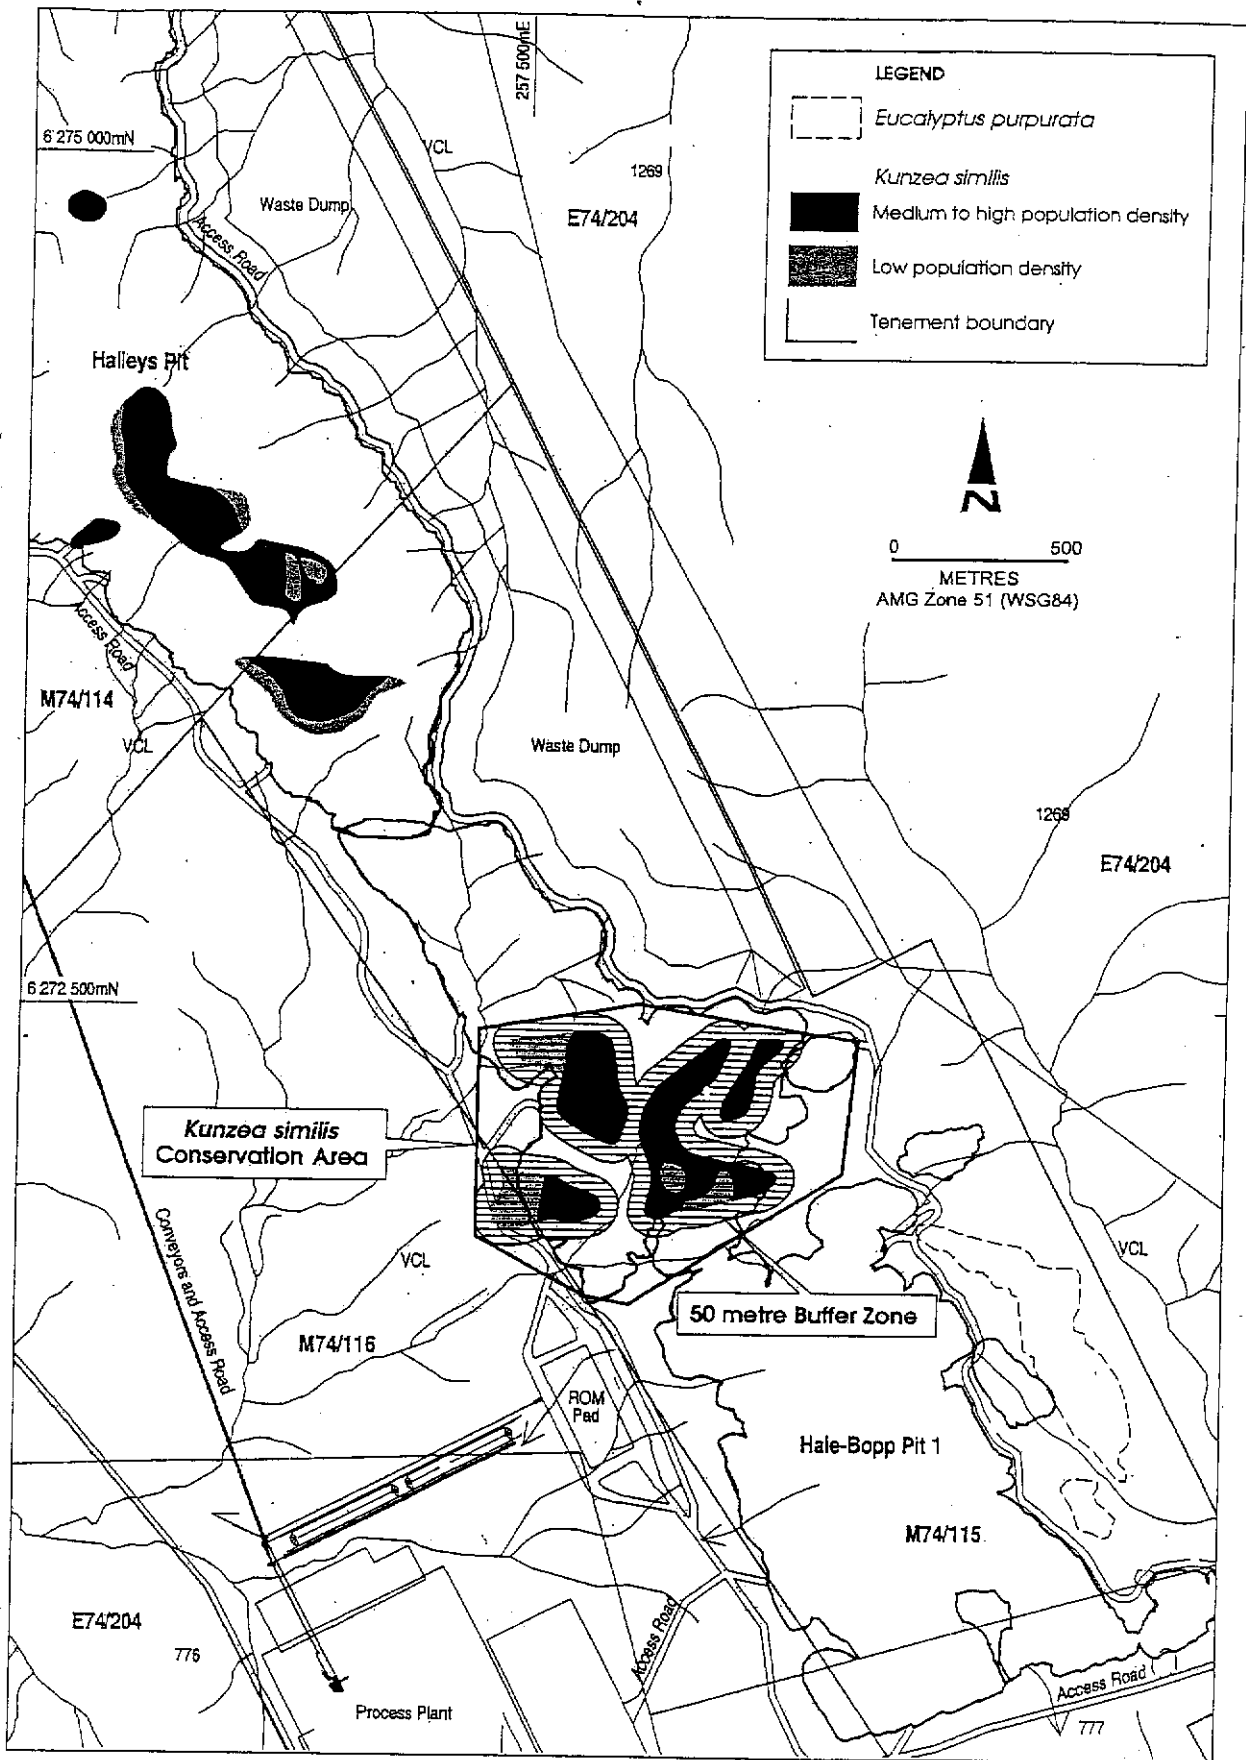 257 500mE
LEGEND
Eucalyptus purpurata
Kunzea similis
Medium to high population density
Low population density
Tenement boundary
6 275 000mN
VCL
1269
Waste Dump
E74/204
Access Road
Halleys Pit
N
0 500
METRES
AMG Zone 51 (WSG84)
Access Road
M74/114
VCL
Waste Dump
1269
E74/204
6 272 500mN
Kunzea similis
Conservation Area
Conveyors and Access Road
VCL
VCL
50 metre Buffer Zone
M74/116
ROM
Pad
Hale-Bopp Pit 1
M74/115
E74/204
776
Access Road
Process Plant
Access Road
777